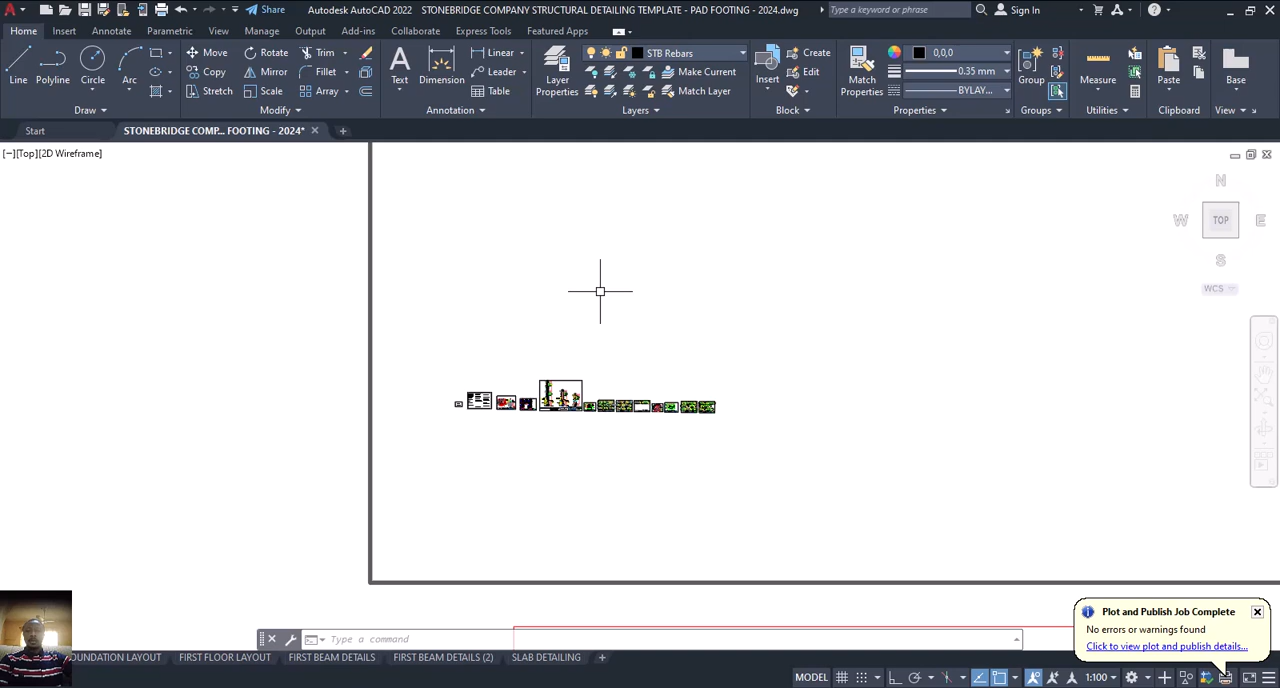 Autodesk AutoCAD 2022 STONEBRIDGE COMPANY STRUCTURAL DETAILING TEMPLATE - PAD FOOTING - 2024.dwg
Share
Type a keyword or phrase
Sign In
Home Insert Annotate Parametric View Manage Output Add-ins Collaborate Express Tools Featured Apps
Line Polyline Circle Arc
Move Rotate Trim
Copy Mirror Fillet
Stretch Scale Array
Text Dimension
Linear
Leader
Table
Layer Properties
STB Rebars
Make Current
Match Layer
Insert
Create
Edit
Match Properties
0,0,0
0.35 mm
BYLAY...
Group
Measure
Paste
Base
Draw Modify Annotation Layers Block Properties Groups Utilities Clipboard View
Start STONEBRIDGE COMP... FOOTING - 2024*
[−][Top][2D Wireframe]
N
W TOP E
S
WCS
Type a command
Plot and Publish Job Complete
No errors or warnings found
Click to view plot and publish details...
OUNDATION LAYOUT FIRST FLOOR LAYOUT FIRST BEAM DETAILS FIRST BEAM DETAILS (2) SLAB DETAILING
MODEL 1:100